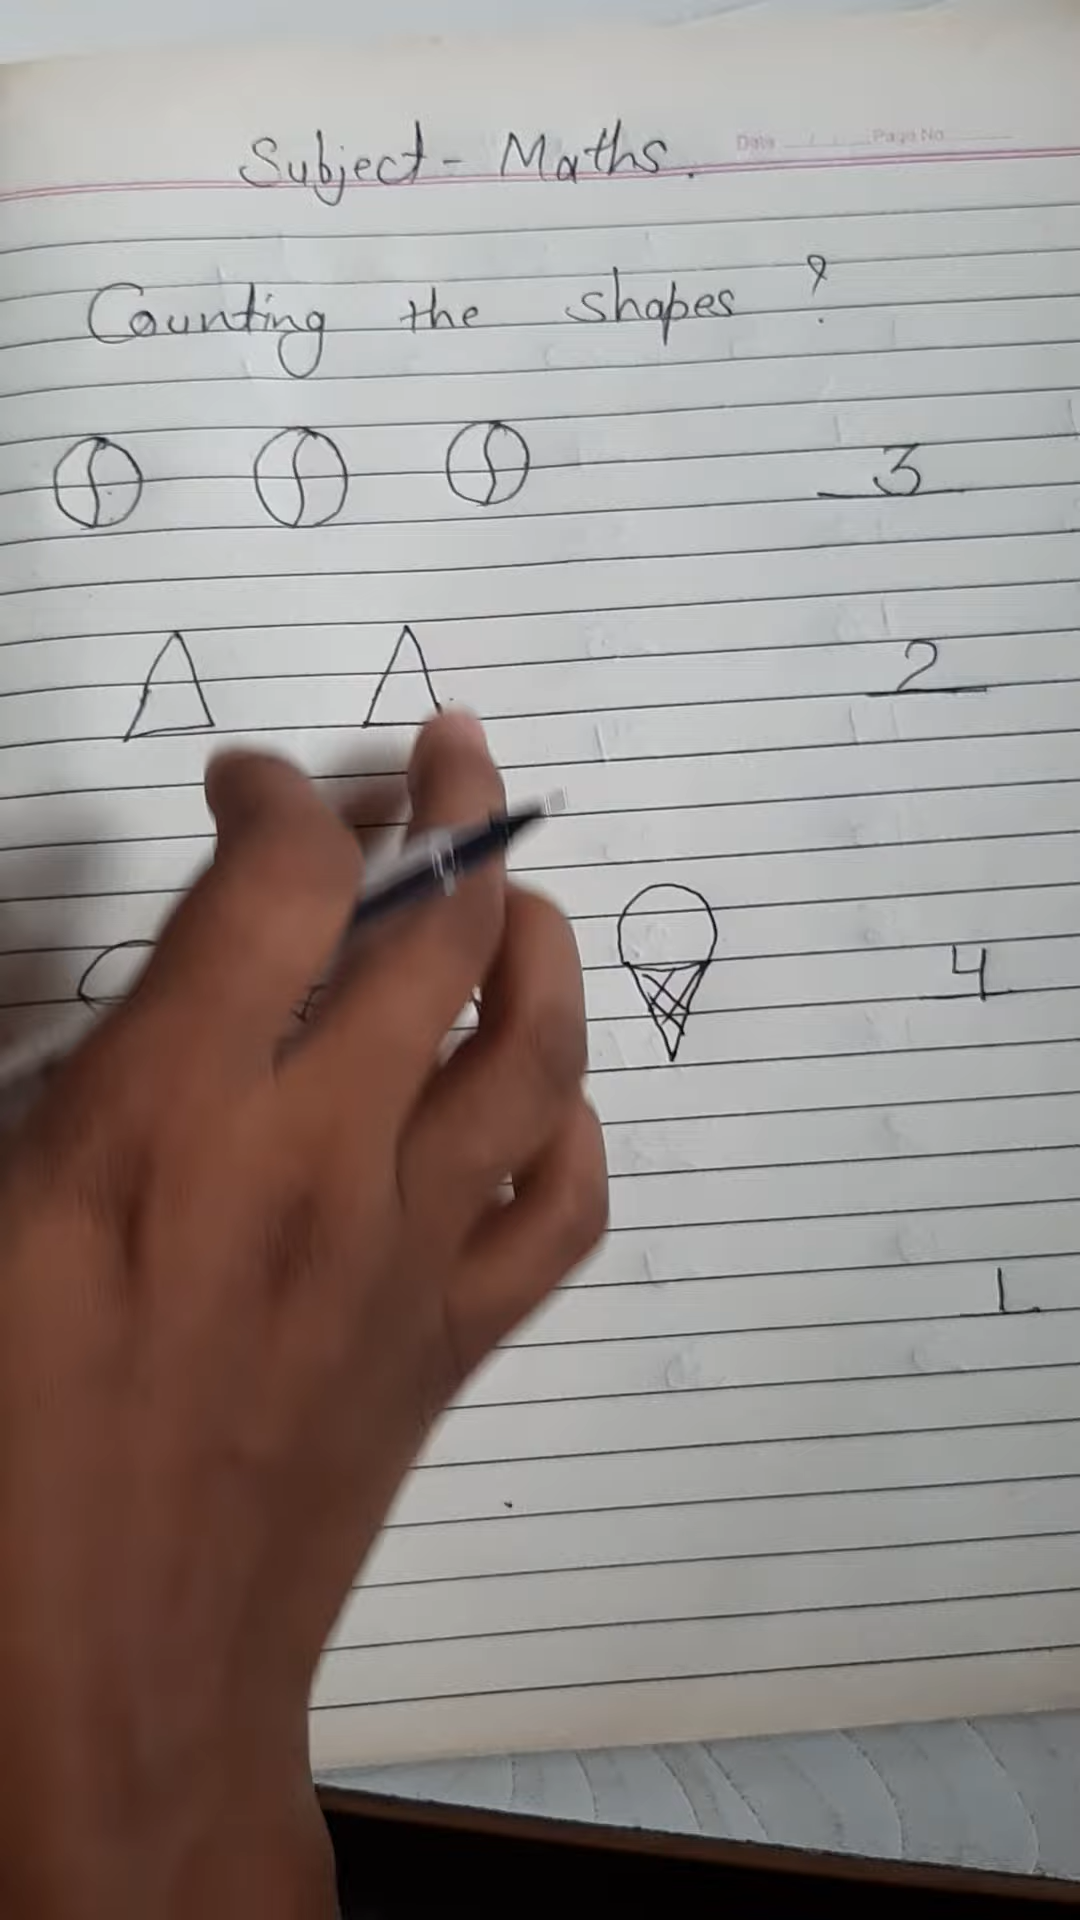 Subject - Maths.
Date Page No
Counting the shapes ?
3
2
4
1